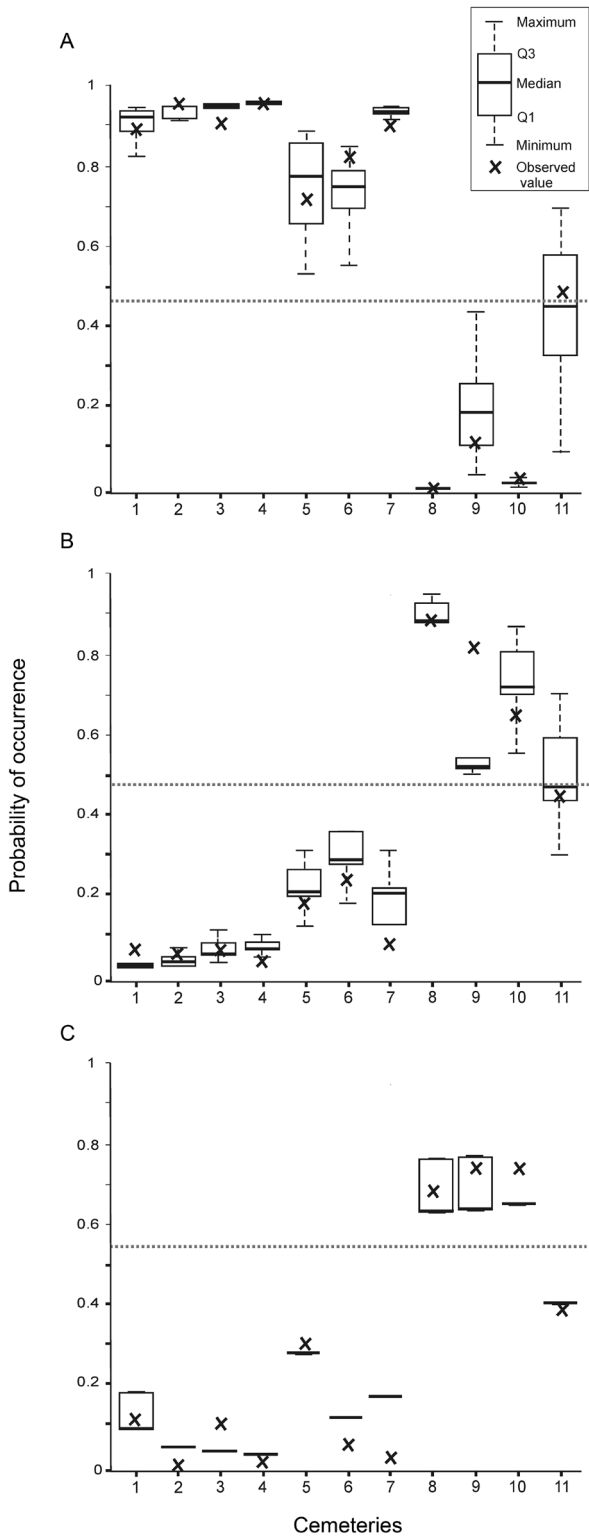 A
Maximum
Q3
Median
Q1
Minimum
Observed
value
1
0.8
0.6
0.4
0.2
0
1 2 3 4 5 6 7 8 9 10 11
B
1
0.8
0.6
0.4
0.2
0
1 2 3 4 5 6 7 8 9 10 11
Probability of occurrence
C
1
0.8
0.6
0.4
0.2
0
1 2 3 4 5 6 7 8 9 10 11
Cemeteries